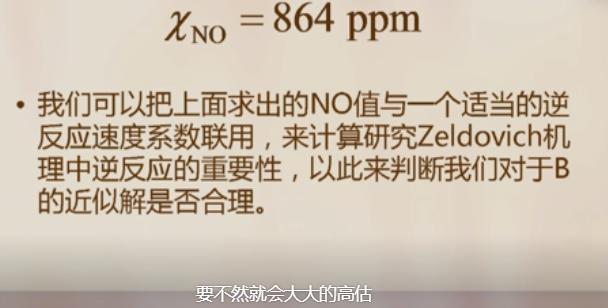 χNO = 864 ppm
• 我们可以把上面求出的NO值与一个适当的逆
反应速度系数联用，来计算研究Zeldovich机
理中逆反应的重要性，以此来判断我们对于B
的近似解是否合理。
要不然就会大大的高估